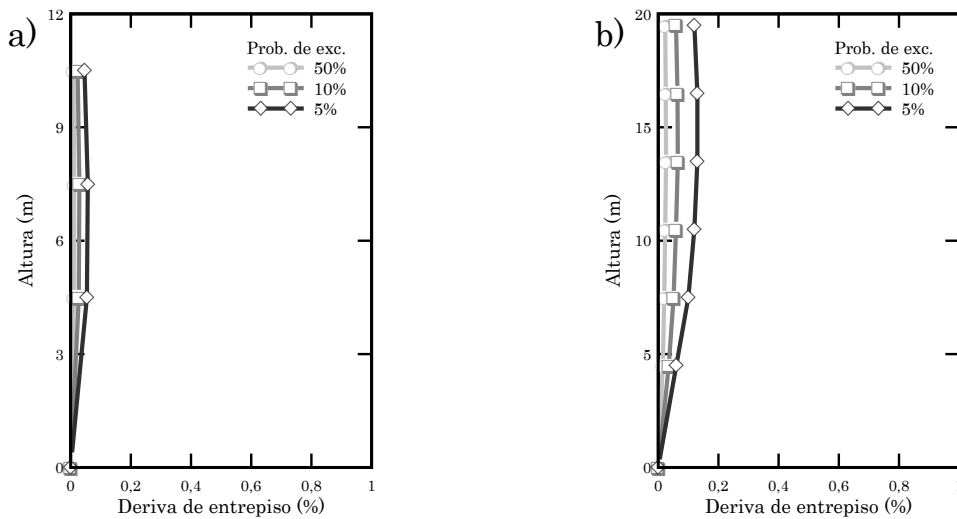 a)
12
9
6
3
0
Altura (m)
Prob. de exc.
50%
10%
5%
0 0,2 0,4 0,6 0,8 1
Deriva de entrepiso (%)
b)
20
15
10
5
0
Altura (m)
Prob. de exc.
50%
10%
5%
0 0,2 0,4 0,6 0,8 1
Deriva de entrepiso (%)